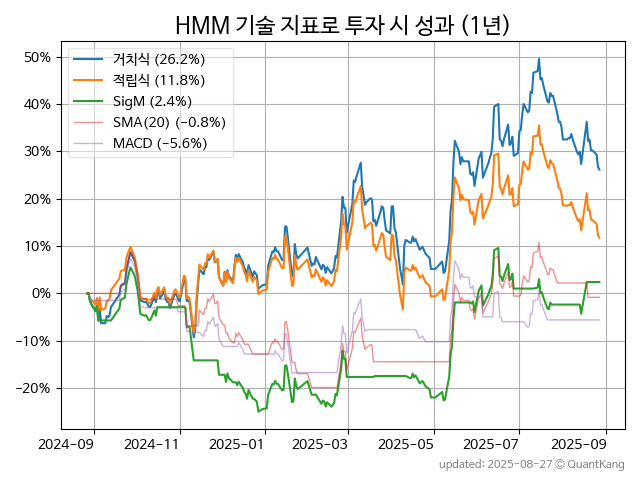 HMM 기술 지표로 투자 시 성과 (1년)
50%
40%
30%
20%
10%
0%
−10%
−20%
거치식 (26.2%)
적립식 (11.8%)
SigM (2.4%)
SMA(20) (−0.8%)
MACD (−5.6%)
2024-09 2024-11 2025-01 2025-03 2025-05 2025-07 2025-09
updated: 2025-08-27 © QuantKang